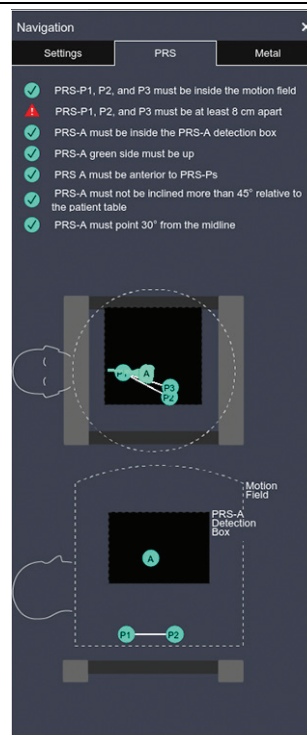 Navigation
Settings PRS Metal
PRS-P1, P2, and P3 must be inside the motion field
PRS-P1, P2, and P3 must be at least 8 cm apart
PRS-A must be inside the PRS-A detection box
PRS-A green side must be up
PRS A must be anterior to PRS-Ps
PRS-A must not be inclined more than 45° relative to
the patient table
PRS-A must point 30° from the midline
A
P3
P2
Motion
Field
PRS-A
Detection
Box
A
P1 P2